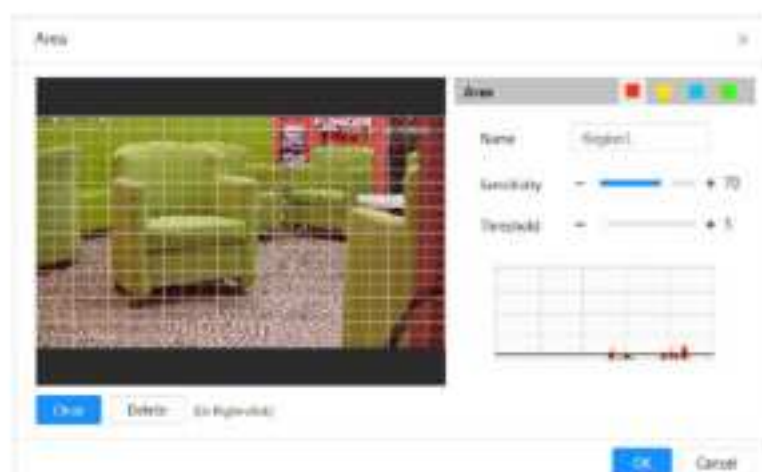 Area
Area
Name Region1
Sensitivity - + 70
Threshold - + 5
Clear Delete
OK Cancel